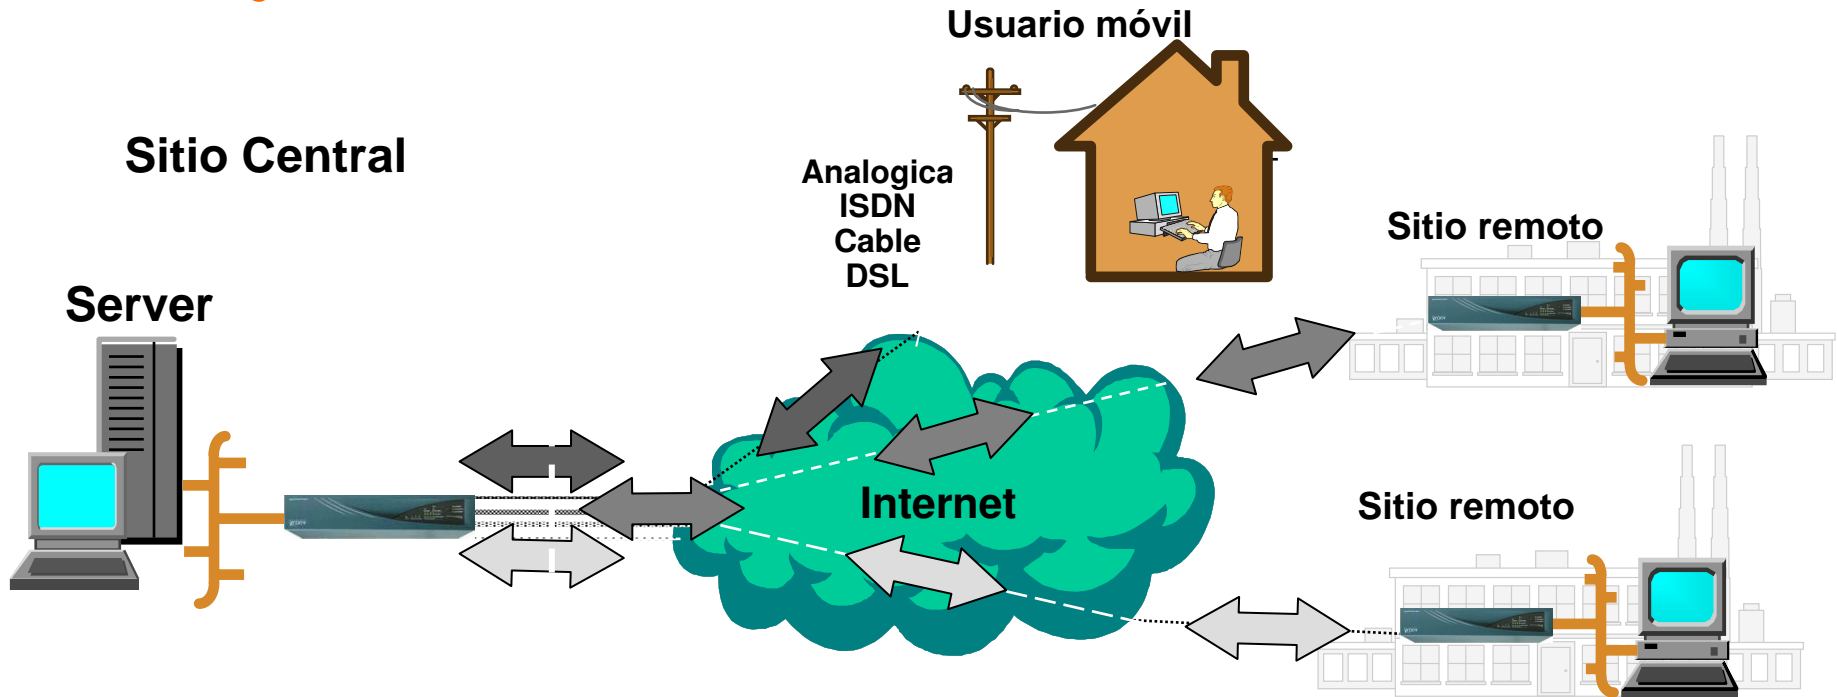 Usuario móvil
Sitio Central
Analogica
ISDN
Cable
DSL
Sitio remoto
Server
Internet
Sitio remoto